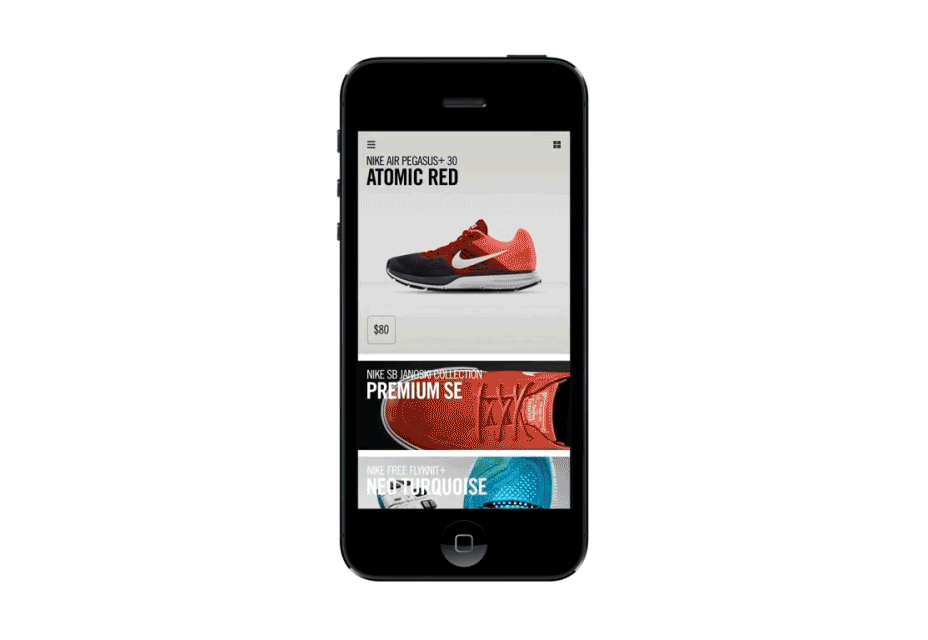 NIKE AIR PEGASUS+ 30
ATOMIC RED
$80
NIKE SB JANOSKI COLLECTION
PREMIUM SE
NIKE FREE FLYKNIT+
NEO TURQUOISE